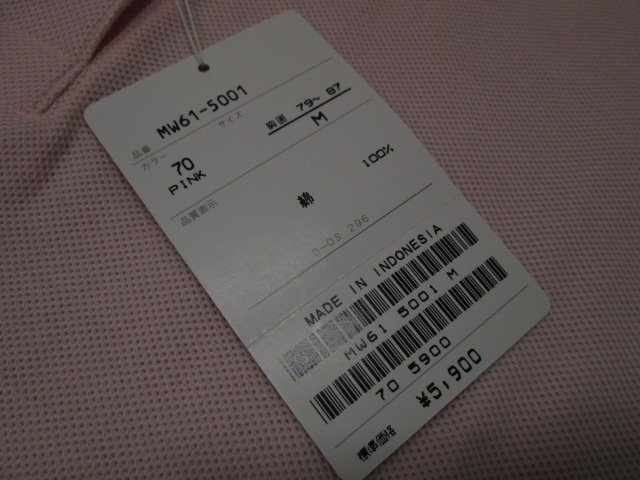 品番 MW61-5001
カラー サイズ
70 胸囲 79~ 87
PINK M
品質表示
綿 100%
D-OS 296
MADE IN INDONESIA
MW61 5001 M
70 5900
標準価格 ¥5,900